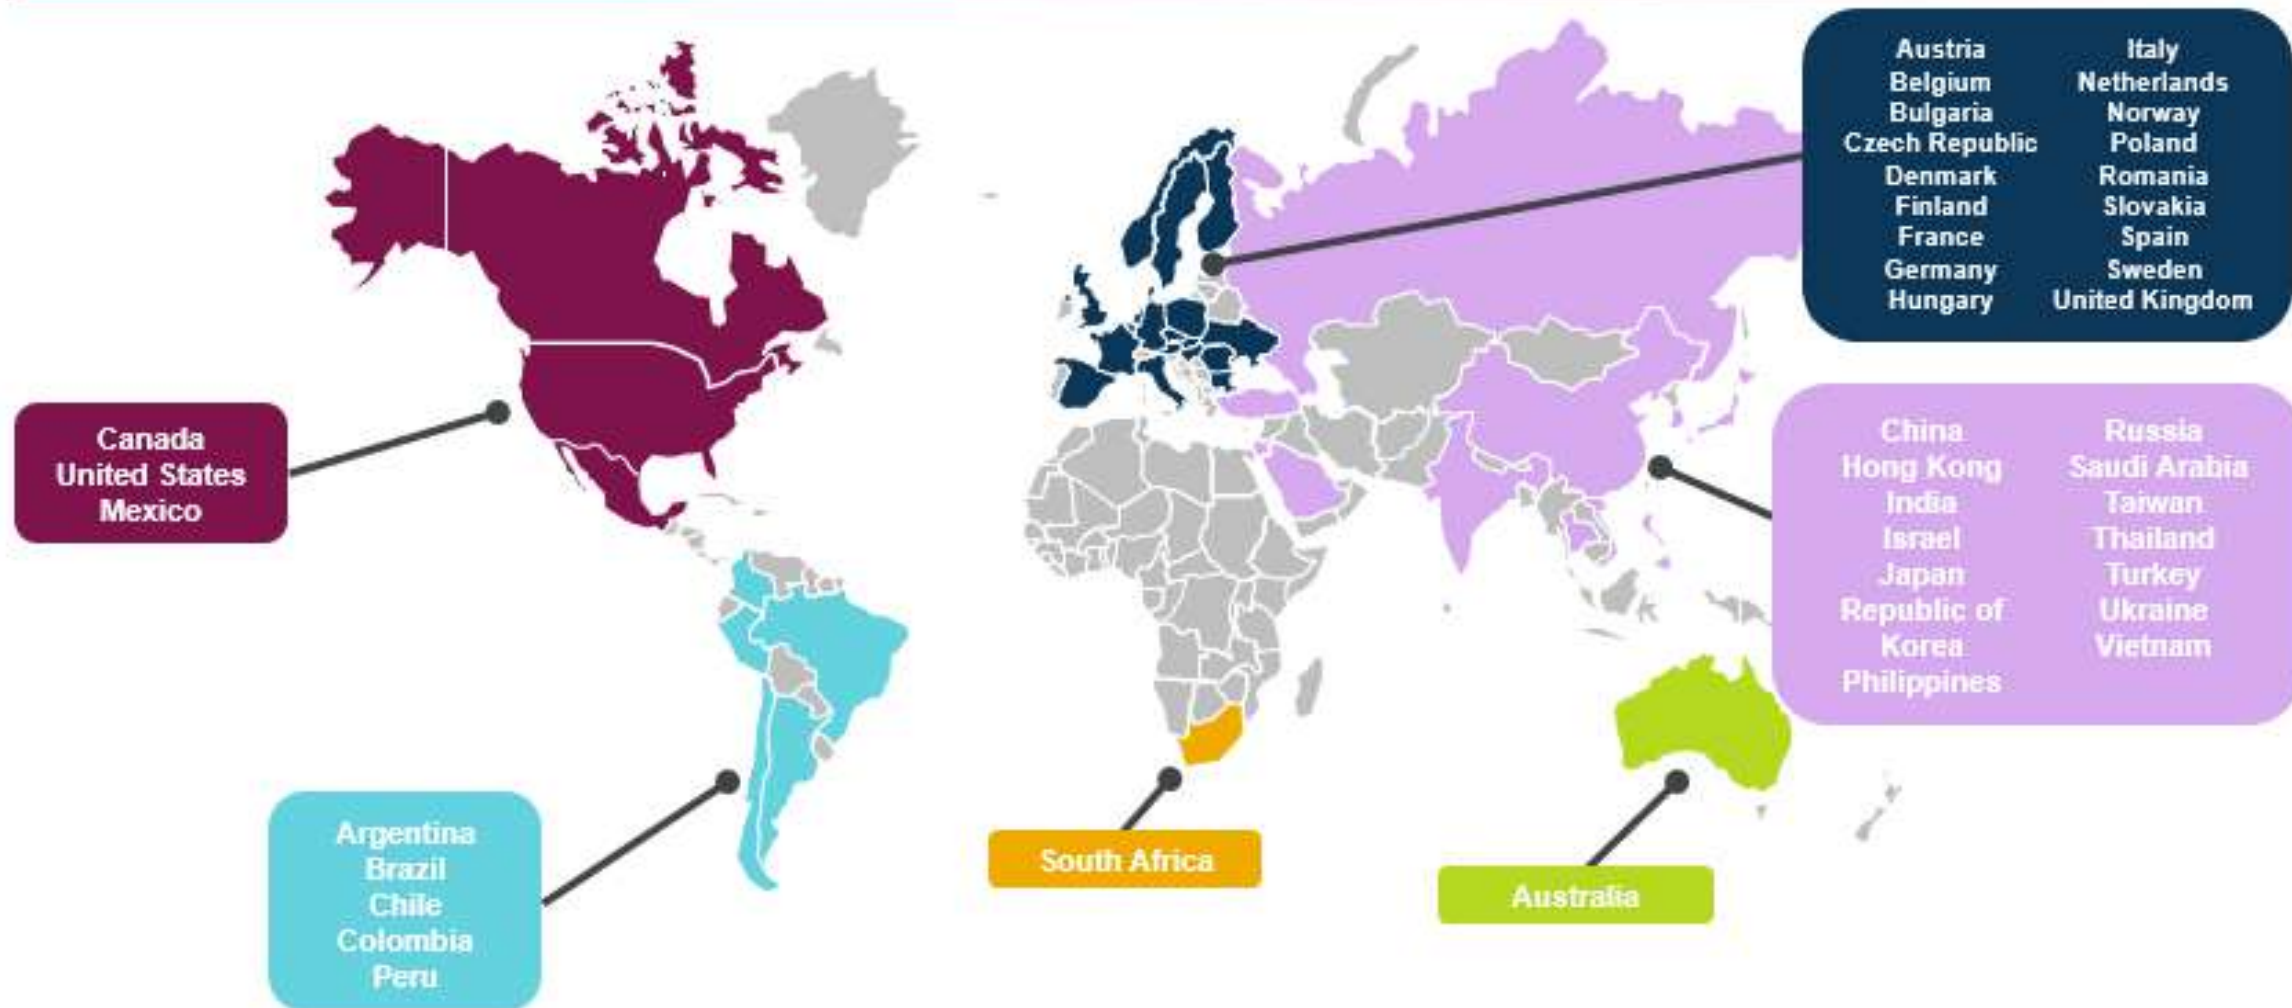 Austria
Belgium
Bulgaria
Czech Republic
Denmark
Finland
France
Germany
Hungary
Italy
Netherlands
Norway
Poland
Romania
Slovakia
Spain
Sweden
United Kingdom
Canada
United States
Mexico
China
Hong Kong
India
Israel
Japan
Republic of
Korea
Philippines
Russia
Saudi Arabia
Taiwan
Thailand
Turkey
Ukraine
Vietnam
Argentina
Brazil
Chile
Colombia
Peru
South Africa
Australia